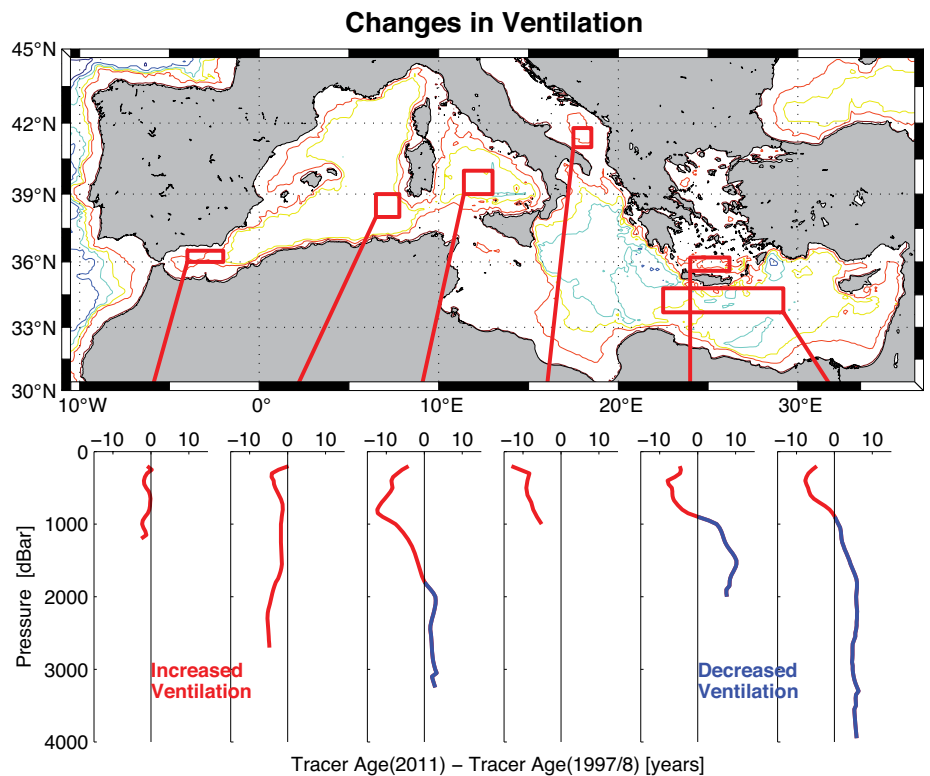 Changes in Ventilation
45°N
42°N
39°N
36°N
33°N
30°N
10°W 0° 10°E 20°E 30°E
−10 0 10 −10 0 10 −10 0 10 −10 0 10 −10 0 10 −10 0 10
0
1000
2000
3000
4000
Pressure [dBar]
Increased
Ventilation
Decreased
Ventilation
Tracer Age(2011) − Tracer Age(1997/8) [years]